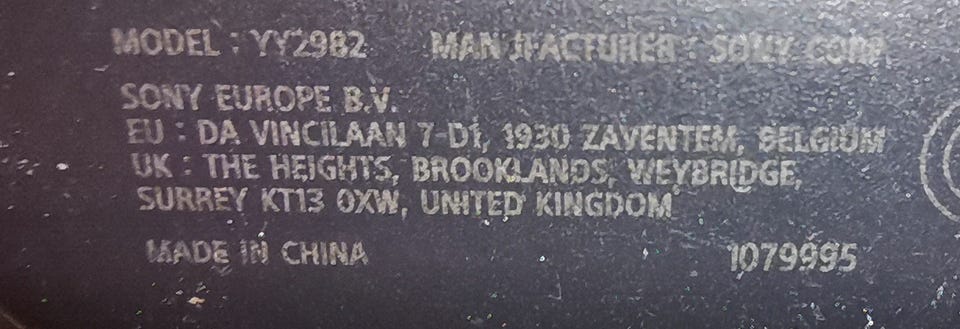 MODEL : YY2982 MANUFACTURER : SONY CORP.
SONY EUROPE B.V.
EU : DA VINCILAAN 7-D1, 1930 ZAVENTEM, BELGIUM
UK : THE HEIGHTS, BROOKLANDS, WEYBRIDGE,
SURREY KT13 0XW, UNITED KINGDOM
MADE IN CHINA 1079995